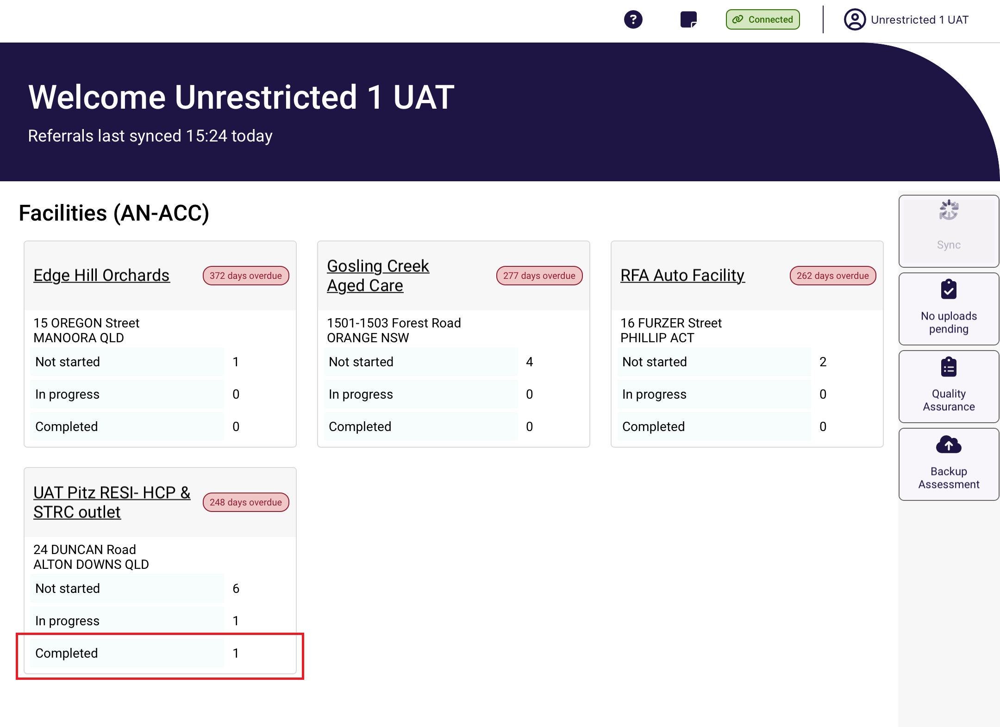 ?
Connected
Unrestricted 1 UAT
Welcome Unrestricted 1 UAT
Referrals last synced 15:24 today
Facilities (AN-ACC)
Edge Hill Orchards
372 days overdue
15 OREGON Street
MANOORA QLD
Not started 1
In progress 0
Completed 0
Gosling Creek
Aged Care
277 days overdue
1501-1503 Forest Road
ORANGE NSW
Not started 4
In progress 0
Completed 0
RFA Auto Facility
262 days overdue
16 FURZER Street
PHILLIP ACT
Not started 2
In progress 0
Completed 0
UAT Pitz RESI- HCP &
STRC outlet
248 days overdue
24 DUNCAN Road
ALTON DOWNS QLD
Not started 6
In progress 1
Completed 1
Sync
No uploads
pending
Quality
Assurance
Backup
Assessment